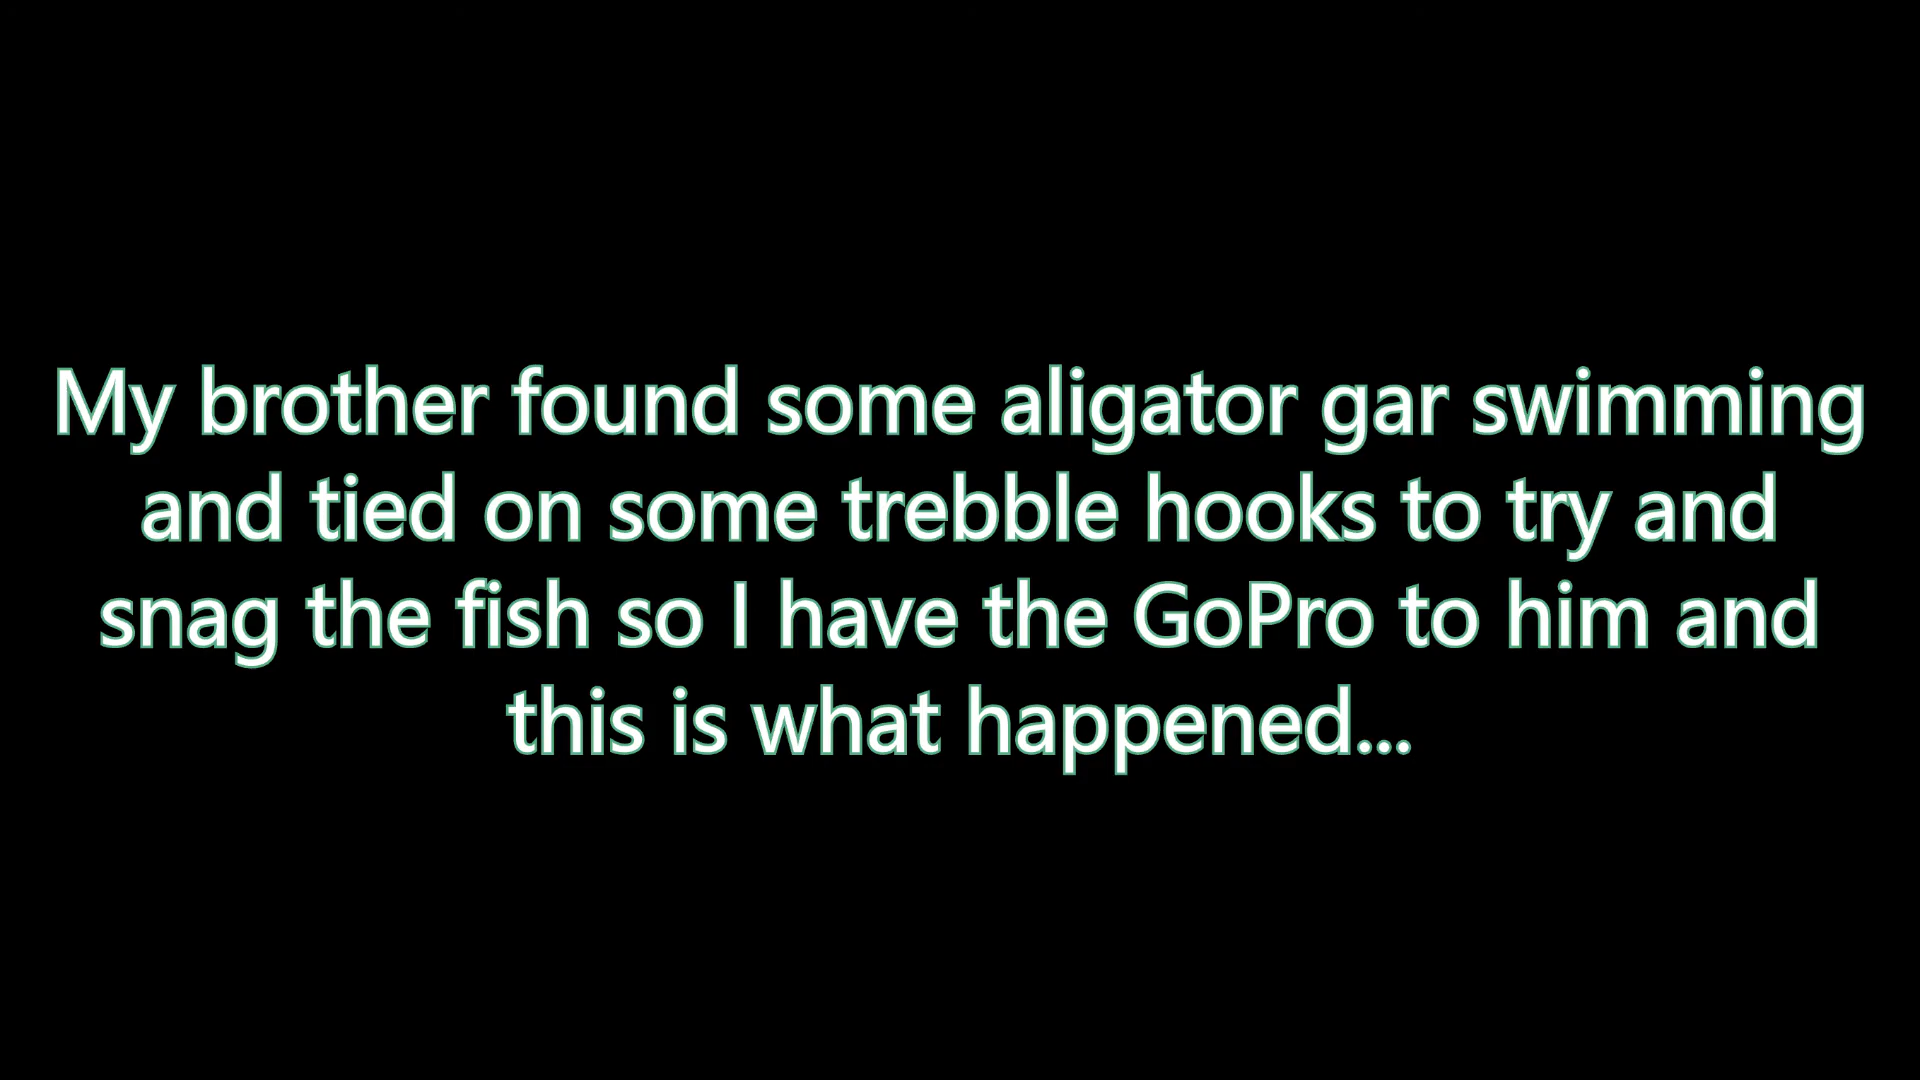 My brother found some aligator gar swimming
and tied on some trebble hooks to try and
snag the fish so I have the GoPro to him and
this is what happened...